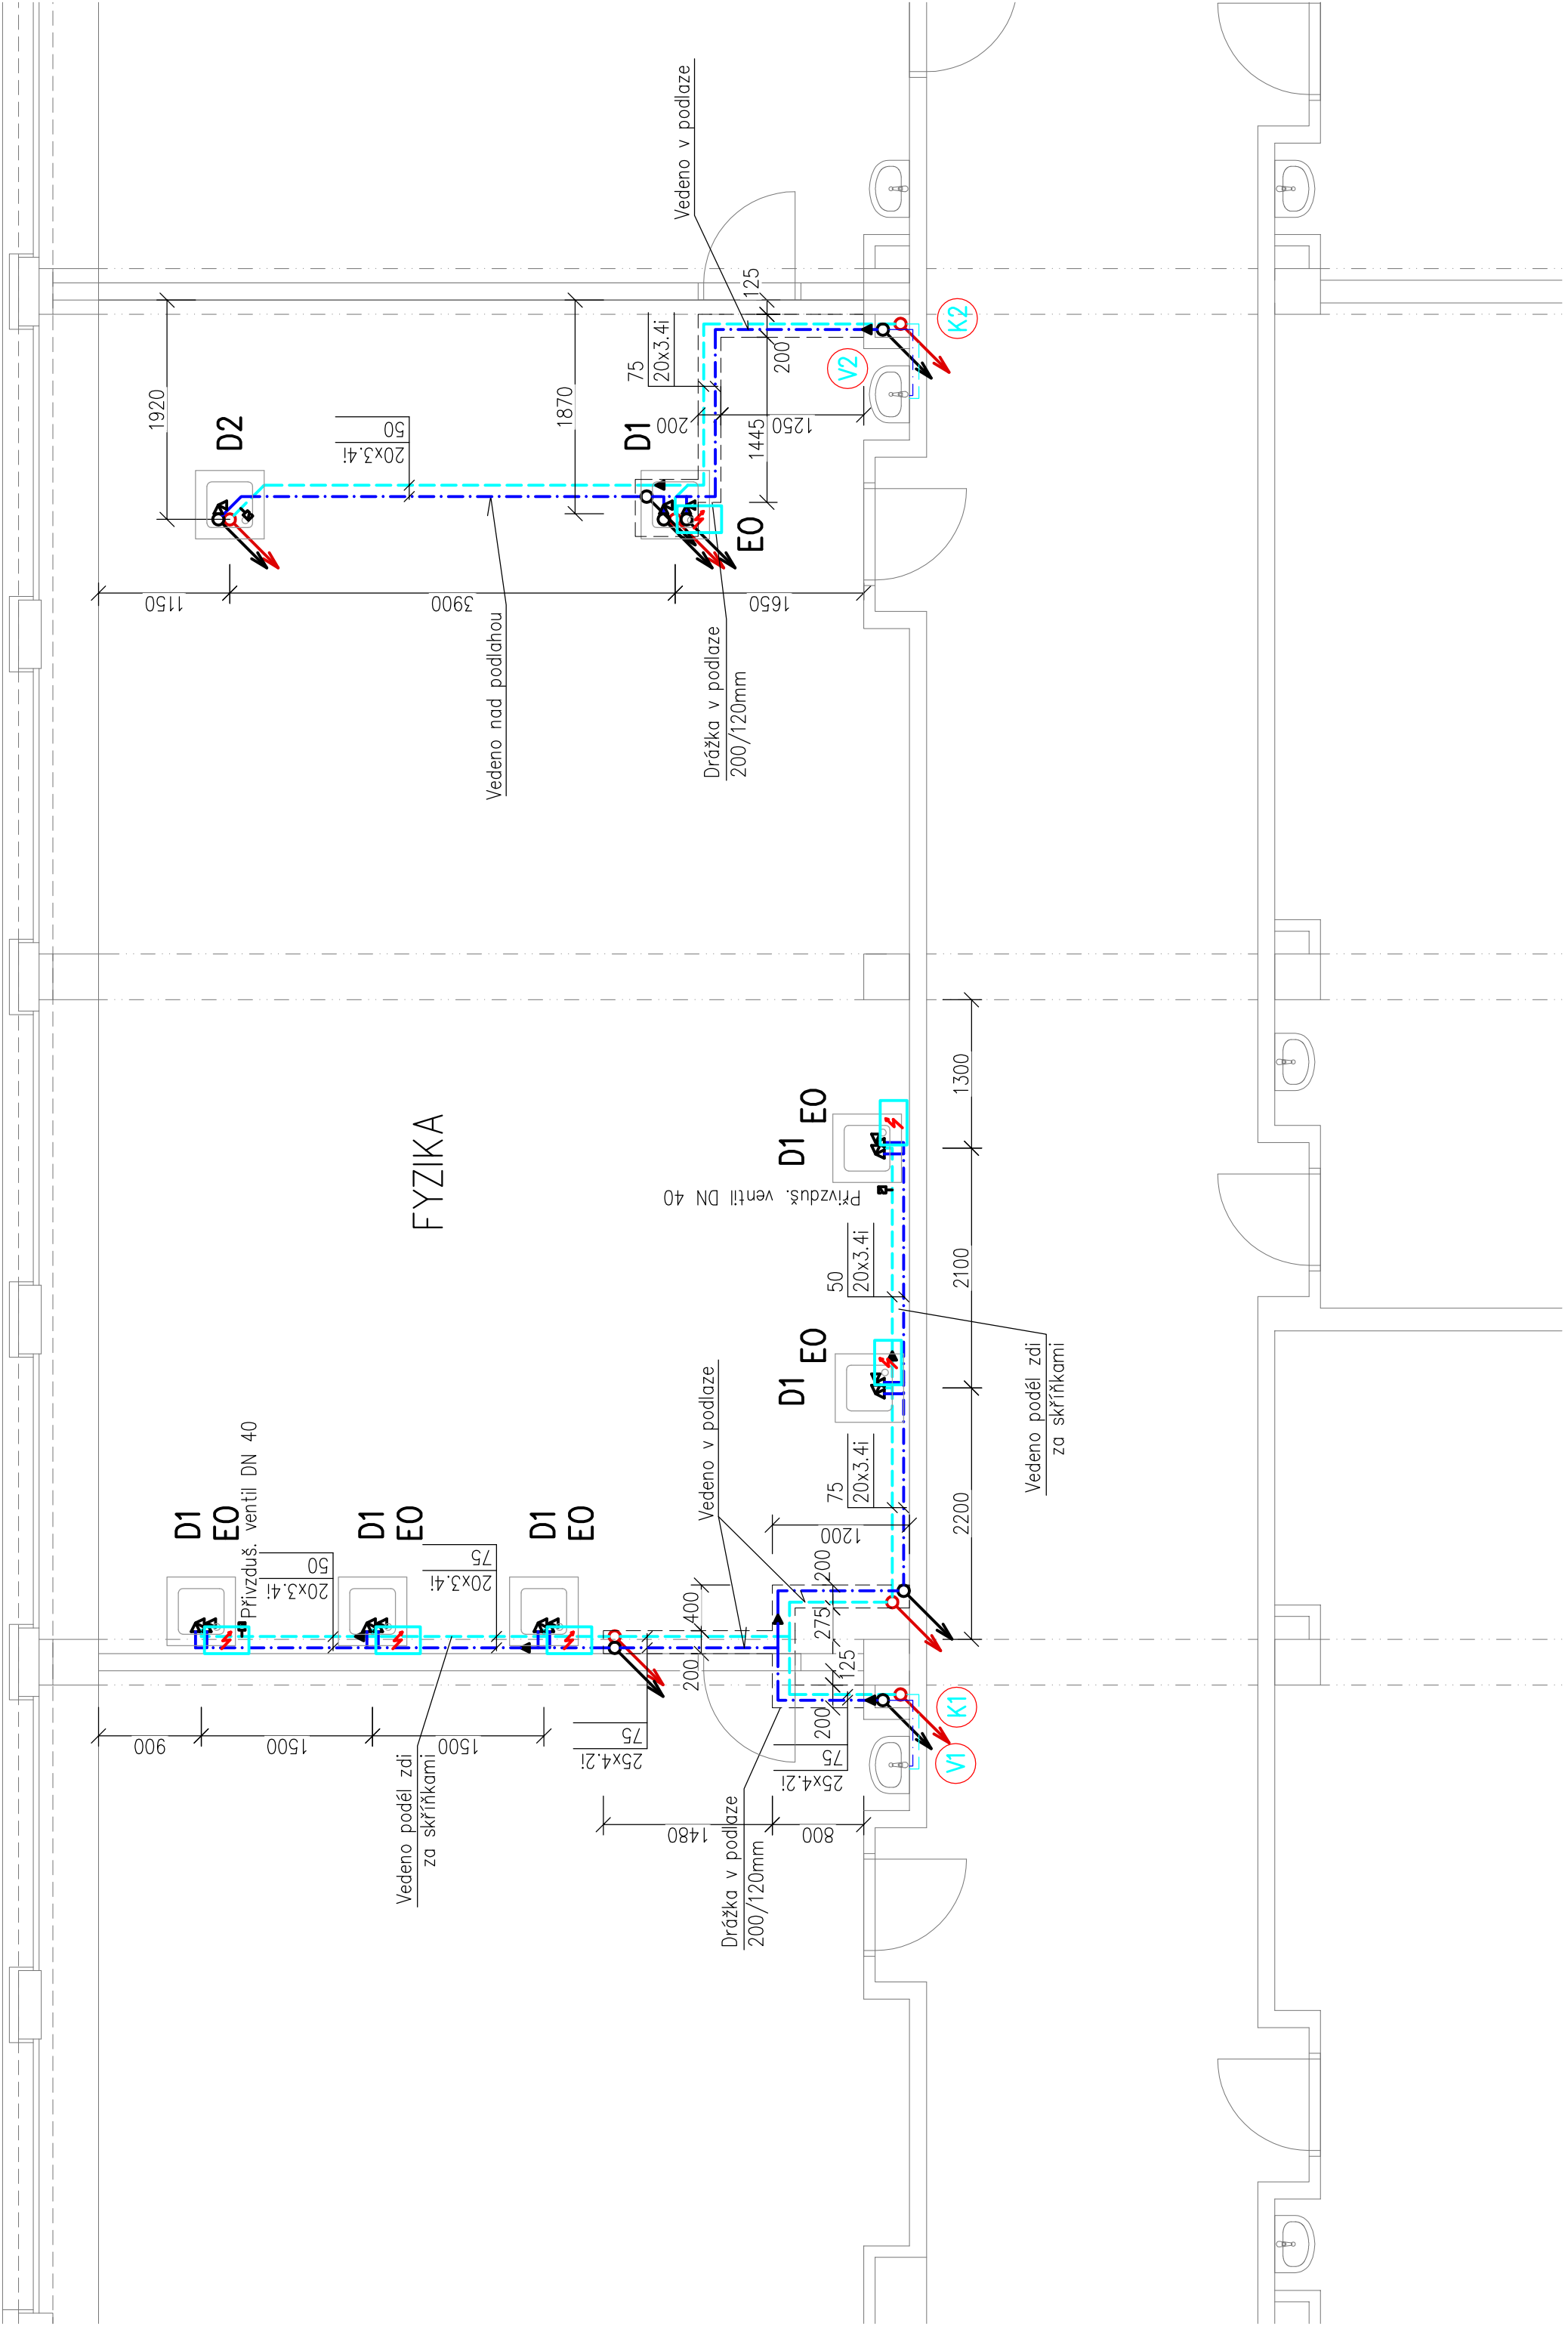 Vedeno v podlaze
125
1920
D2
50
20x3.4i
1870
D1
75
20x3.4i
200
V2
K2
200
1250
1445
EO
1150
3900
1650
Vedeno nad podlahou
Drážka v podlaze
200/120mm
FYZIKA
1300
D1
EO
Přivzduš. ventil DN 40
50
20x3.4i
2100
D1
EO
Vedeno podél zdi
za skříňkami
75
20x3.4i
2200
Vedeno v podlaze
1200
D1
EO
Přivzduš. ventil DN 40
50
20x3.4i
D1
EO
75
20x3.4i
D1
EO
400
200
200
275
125
200
900
1500
1500
75
25x4.2i
75
25x4.2i
K1
V1
Vedeno podél zdi
za skříňkami
1480
800
Drážka v podlaze
200/120mm